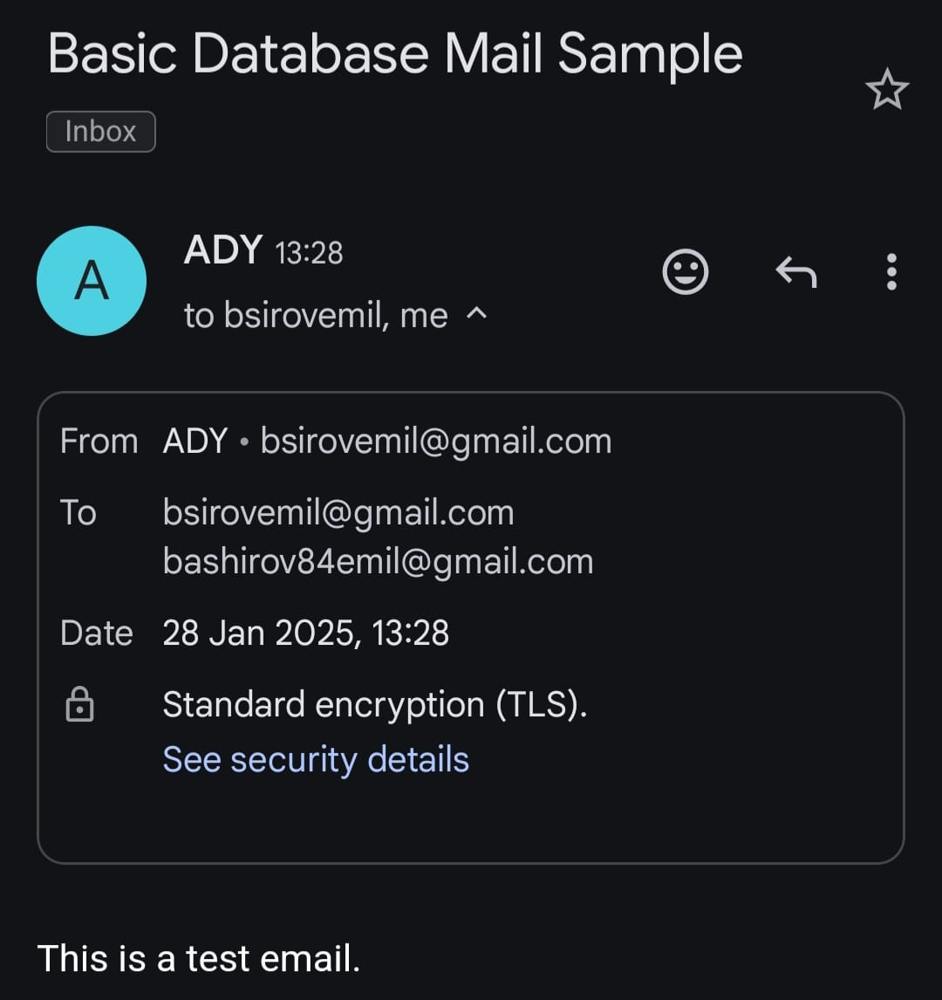 Basic Database Mail Sample
Inbox
A
ADY 13:28
to bsirovemil, me
From ADY • bsirovemil@gmail.com
To bsirovemil@gmail.com
bashirov84emil@gmail.com
Date 28 Jan 2025, 13:28
Standard encryption (TLS).
See security details
This is a test email.